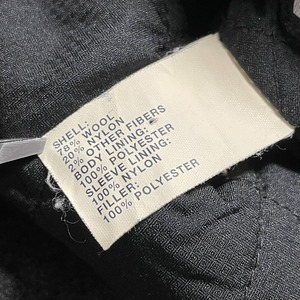 SHELL:
78% WOOL
20% NYLON
2% OTHER FIBERS
BODY LINING:
100% POLYESTER
SLEEVE LINING:
100% NYLON
FILLER:
100% POLYESTER